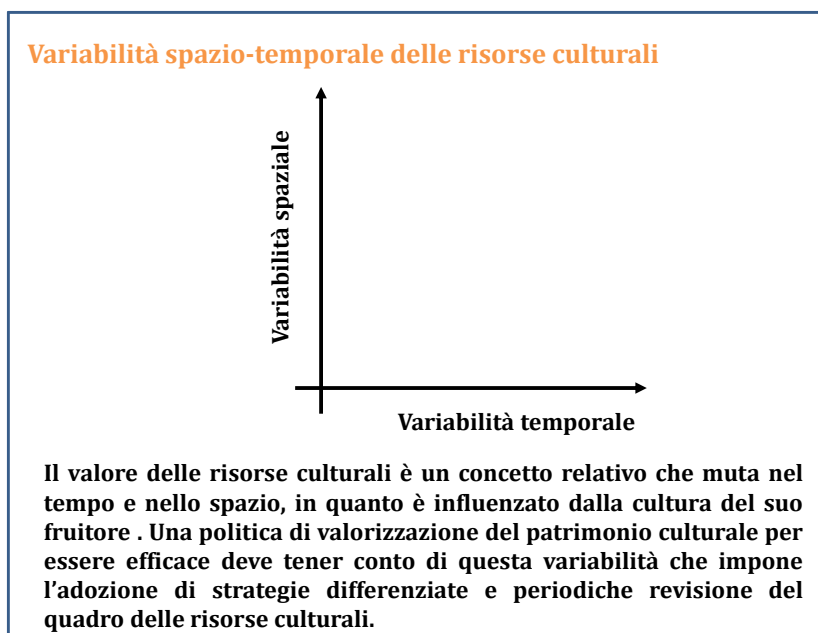 Variabilità spazio-temporale delle risorse culturali
Variabilità spaziale
Variabilità temporale
Il valore delle risorse culturali è un concetto relativo che muta nel
tempo e nello spazio, in quanto è influenzato dalla cultura del suo
fruitore . Una politica di valorizzazione del patrimonio culturale per
essere efficace deve tener conto di questa variabilità che impone
l’adozione di strategie differenziate e periodiche revisione del
quadro delle risorse culturali.